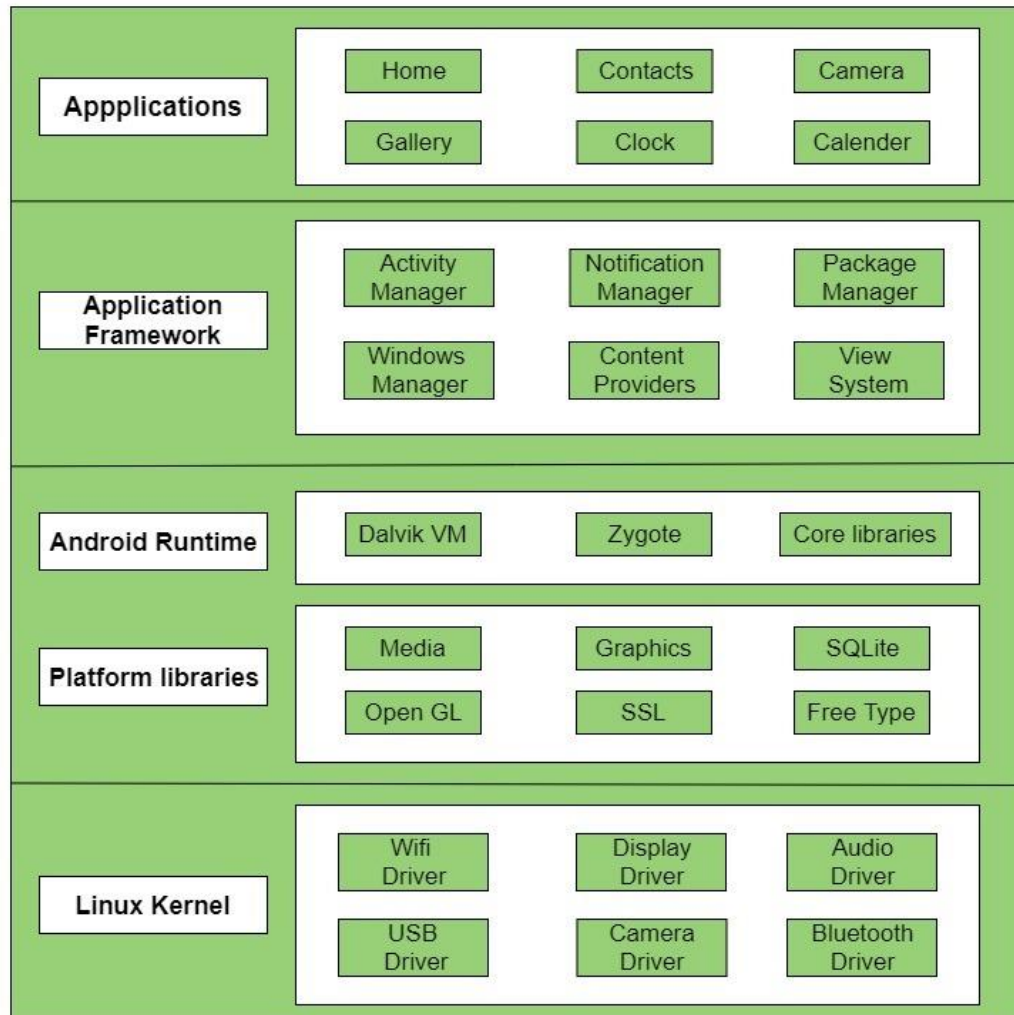 Appplications
Home
Contacts
Camera
Gallery
Clock
Calender
Application
Framework
Activity
Manager
Notification
Manager
Package
Manager
Windows
Manager
Content
Providers
View
System
Android Runtime
Dalvik VM
Zygote
Core libraries
Platform libraries
Media
Graphics
SQLite
Open GL
SSL
Free Type
Linux Kernel
Wifi
Driver
Display
Driver
Audio
Driver
USB
Driver
Camera
Driver
Bluetooth
Driver